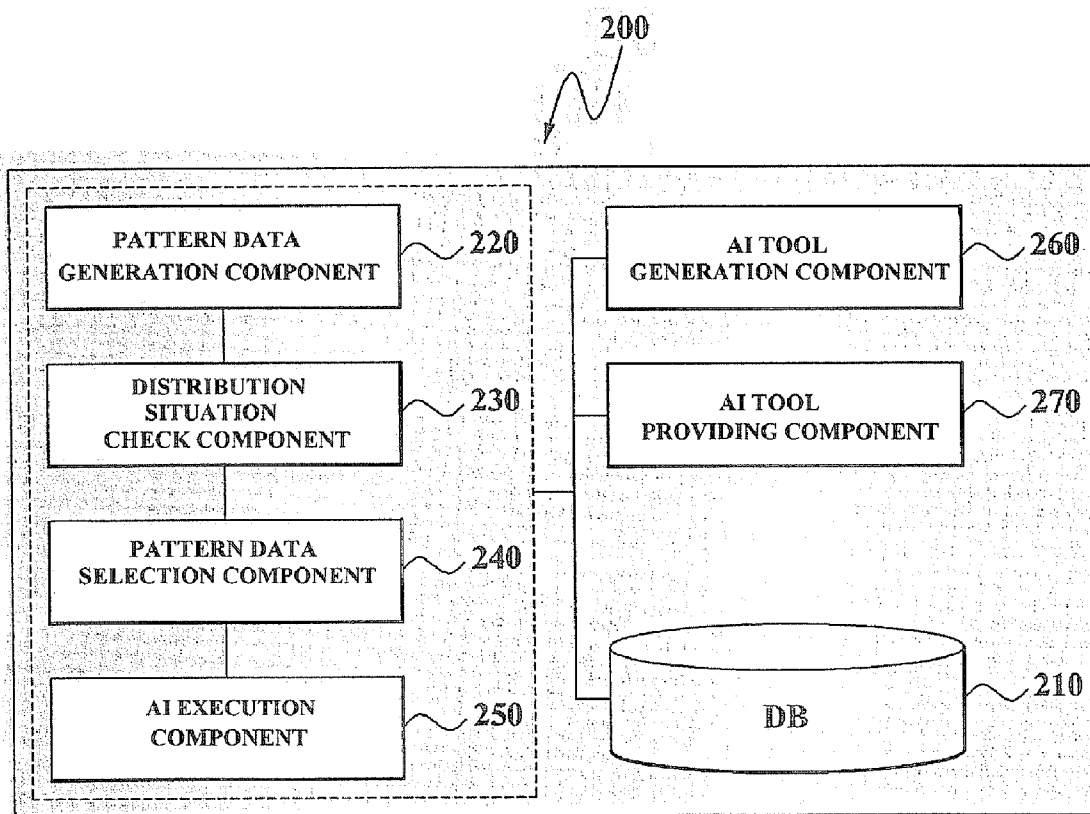 200
PATTERN DATA
GENERATION COMPONENT
220
DISTRIBUTION
SITUATION
CHECK COMPONENT
230
PATTERN DATA
SELECTION COMPONENT
240
AI EXECUTION
COMPONENT
250
AI TOOL
GENERATION COMPONENT
260
AI TOOL
PROVIDING COMPONENT
270
DB
210